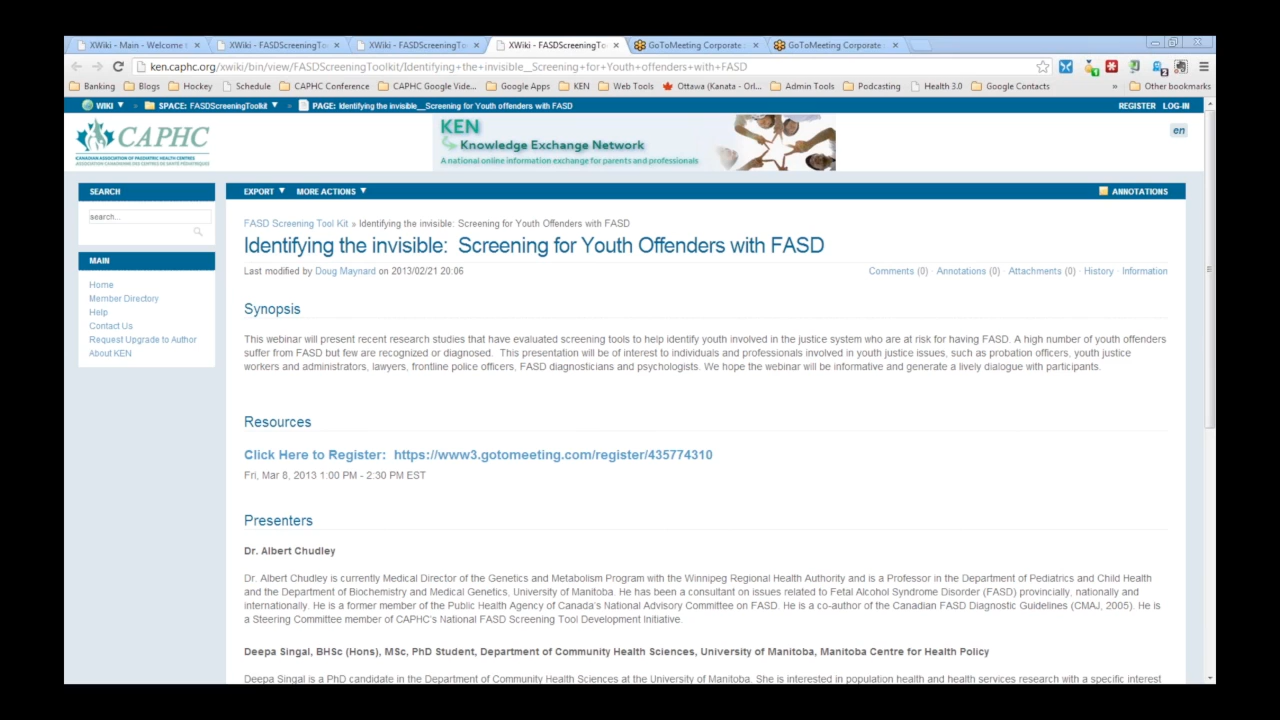 XWiki - Main - Welcome
XWiki - FASDScreeningTo
XWiki - FASDScreeningTo
XWiki - FASDScreeningTo
GoToMeeting Corporate
GoToMeeting Corporate
ken.caphc.org/xwiki/bin/view/FASDScreeningToolkit/Identifying+the+invisible__Screening+for+Youth+offenders+with+FASD
Banking Blogs Hockey Schedule CAPHC Conference CAPHC Google Vide... Google Apps KEN Web Tools Ottawa (Kanata - Orl... Admin Tools Podcasting Health 3.0 Google Contacts » Other bookmarks
WIKI SPACE: FASDScreeningToolkit PAGE: Identifying the invisible__Screening for Youth offenders with FASD REGISTER LOG-IN
CAPHC
CANADIAN ASSOCIATION OF PAEDIATRIC HEALTH CENTRES
ASSOCIATION CANADIENNE DES CENTRES DE SANTÉ PÉDIATRIQUES
KEN
Knowledge Exchange Network
A national online information exchange for parents and professionals
en
SEARCH
search...
MAIN
Home
Member Directory
Help
Contact Us
Request Upgrade to Author
About KEN
EXPORT MORE ACTIONS ANNOTATIONS
FASD Screening Tool Kit » Identifying the invisible: Screening for Youth Offenders with FASD
Identifying the invisible: Screening for Youth Offenders with FASD
Last modified by Doug Maynard on 2013/02/21 20:06
Comments (0) · Annotations (0) · Attachments (0) · History · Information
Synopsis
This webinar will present recent research studies that have evaluated screening tools to help identify youth involved in the justice system who are at risk for having FASD. A high number of youth offenders
suffer from FASD but few are recognized or diagnosed. This presentation will be of interest to individuals and professionals involved in youth justice issues, such as probation officers, youth justice
workers and administrators, lawyers, frontline police officers, FASD diagnosticians and psychologists. We hope the webinar will be informative and generate a lively dialogue with participants.
Resources
Click Here to Register: https://www3.gotomeeting.com/register/435774310
Fri, Mar 8, 2013 1:00 PM - 2:30 PM EST
Presenters
Dr. Albert Chudley
Dr. Albert Chudley is currently Medical Director of the Genetics and Metabolism Program with the Winnipeg Regional Health Authority and is a Professor in the Department of Pediatrics and Child Health
and the Department of Biochemistry and Medical Genetics, University of Manitoba. He has been a consultant on issues related to Fetal Alcohol Syndrome Disorder (FASD) provincially, nationally and
internationally. He is a former member of the Public Health Agency of Canada's National Advisory Committee on FASD. He is a co-author of the Canadian FASD Diagnostic Guidelines (CMAJ, 2005). He is
a Steering Committee member of CAPHC's National FASD Screening Tool Development Initiative.
Deepa Singal, BHSc (Hons), MSc, PhD Student, Department of Community Health Sciences, University of Manitoba, Manitoba Centre for Health Policy
Deepa Singal is a PhD candidate in the Department of Community Health Sciences at the University of Manitoba. She is interested in population health and health services research with a specific interest